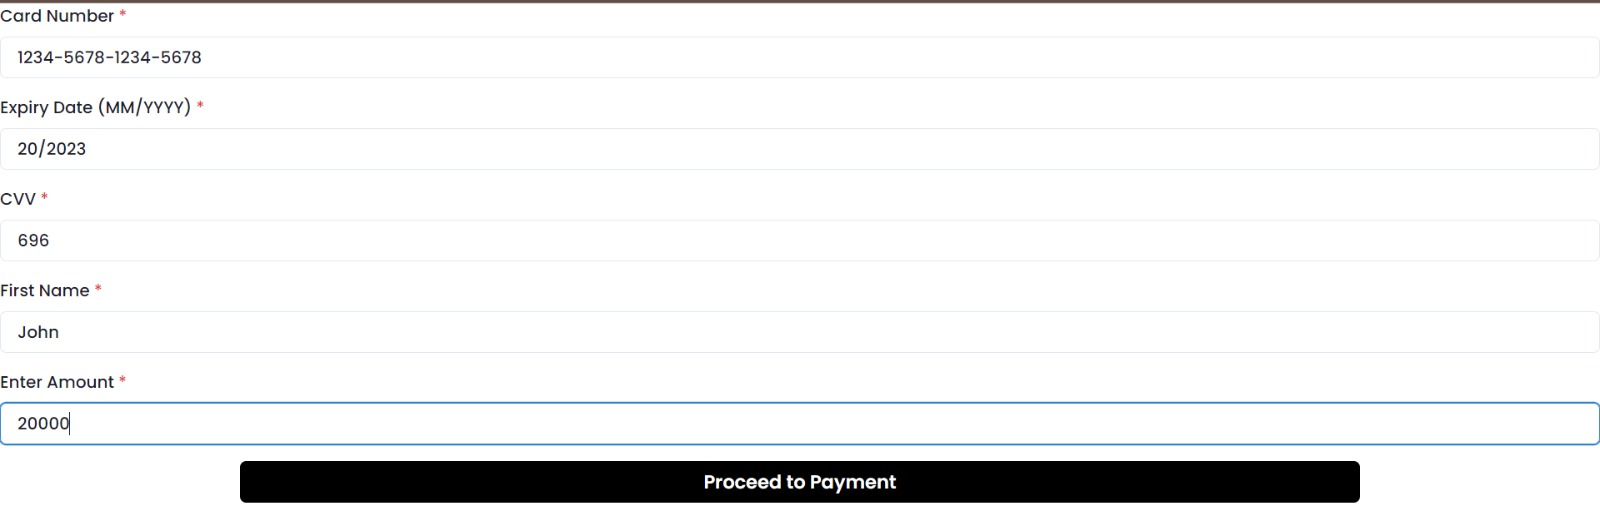 Card Number *
1234-5678-1234-5678
Expiry Date (MM/YYYY) *
20/2023
CVV *
696
First Name *
John
Enter Amount *
20000
Proceed to Payment